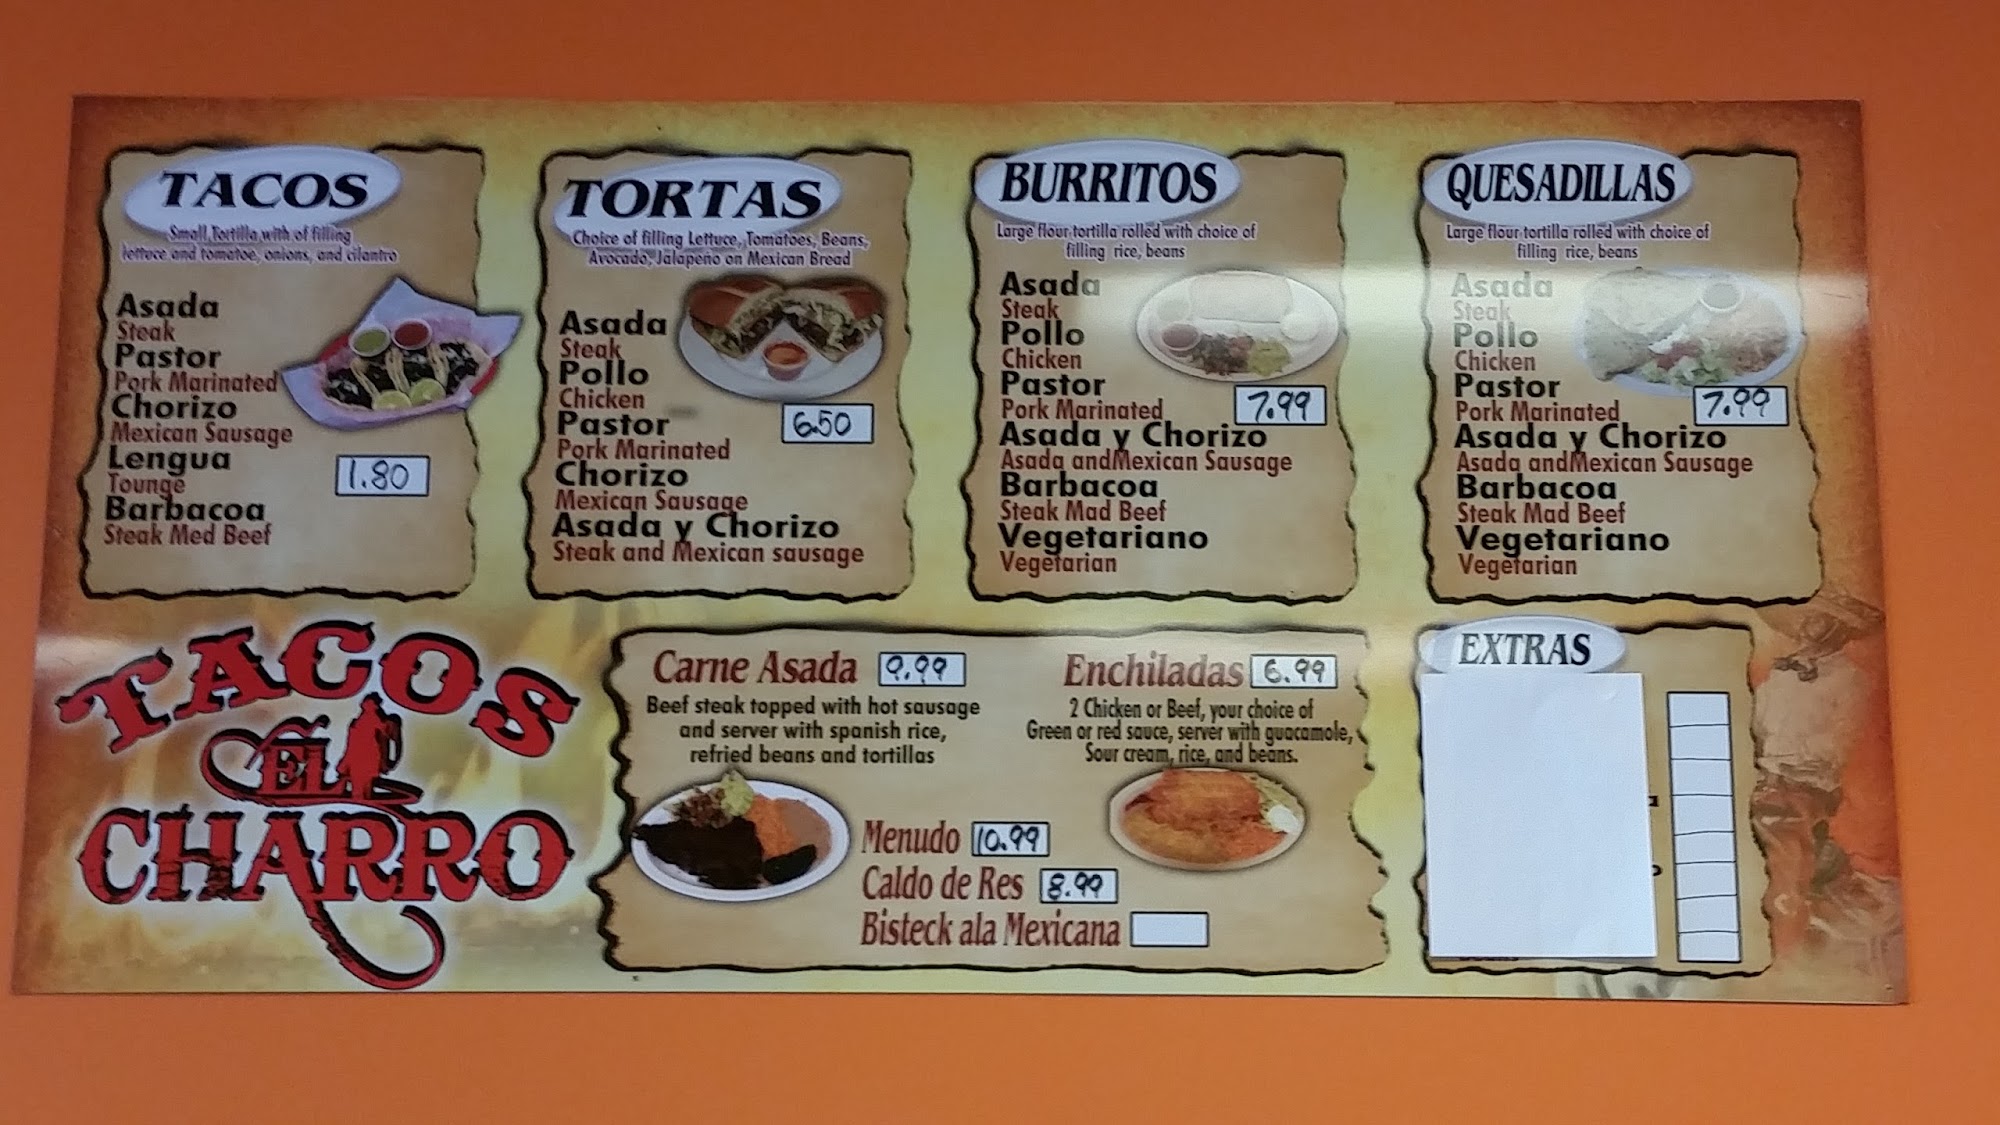 TACOS
Small Tortilla with of filling
lettuce and tomatoe, onions, and cilantro
Asada
Steak
Pastor
Pork Marinated
Chorizo
Mexican Sausage
Lengua
Tounge
Barbacoa
Steak Med Beef
1.80
TORTAS
Choice of filling Lettuce, Tomatoes, Beans,
Avocado, Jalapeño on Mexican Bread
Asada
Steak
Pollo
Chicken
Pastor
Pork Marinated
Chorizo
Mexican Sausage
Asada y Chorizo
Steak and Mexican sausage
6.50
BURRITOS
Large flour tortilla rolled with choice of
filling rice, beans
Asada
Steak
Pollo
Chicken
Pastor
Pork Marinated
Asada y Chorizo
Asada andMexican Sausage
Barbacoa
Steak Mad Beef
Vegetariano
Vegetarian
7.99
QUESADILLAS
Large flour tortilla rolled with choice of
filling rice, beans
Asada
Steak
Pollo
Chicken
Pastor
Pork Marinated
Asada y Chorizo
Asada andMexican Sausage
Barbacoa
Steak Mad Beef
Vegetariano
Vegetarian
7.99
TACOS
EL
CHARRO
Carne Asada 9.99
Beef steak topped with hot sausage
and server with spanish rice,
refried beans and tortillas
Enchiladas 6.99
2 Chicken or Beef, your choice of
Green or red sauce, server with guacamole,
Sour cream, rice, and beans.
Menudo 10.99
Caldo de Res 8.99
Bisteck ala Mexicana
EXTRAS